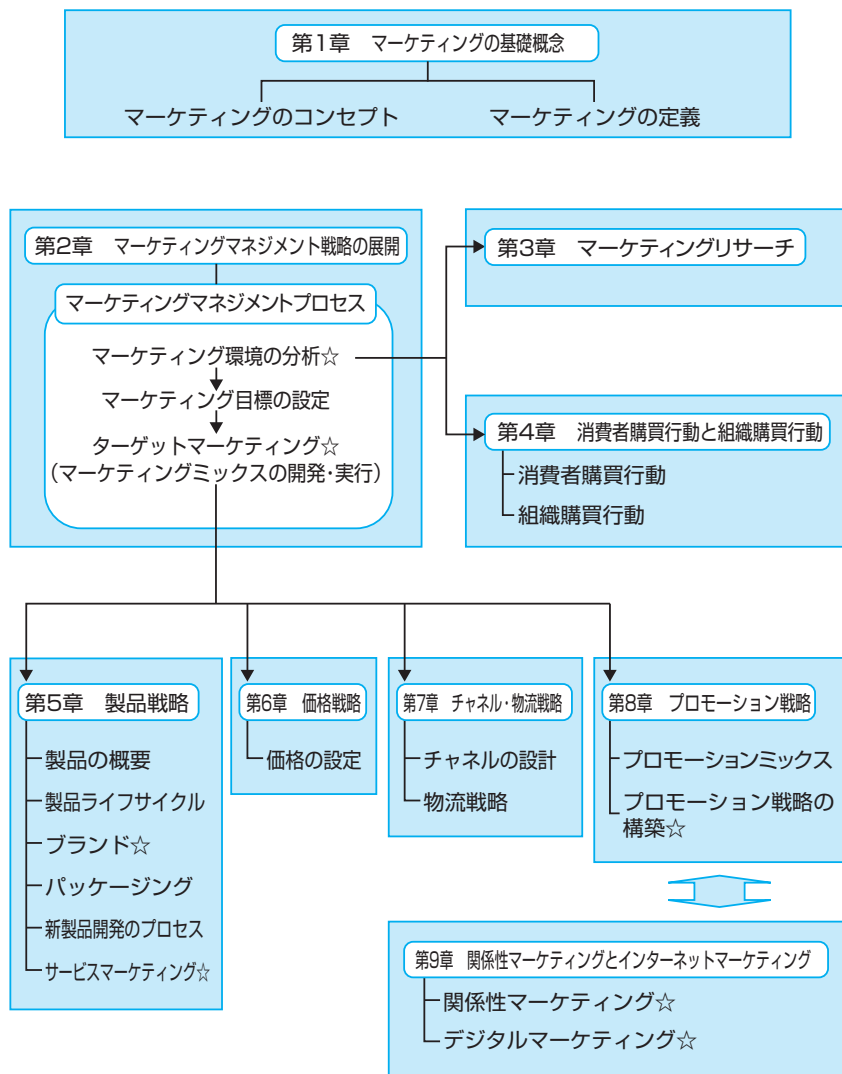 第1章 マーケティングの基礎概念
マーケティングのコンセプト
マーケティングの定義
第2章 マーケティングマネジメント戦略の展開
マーケティングマネジメントプロセス
マーケティング環境の分析☆
マーケティング目標の設定
ターゲットマーケティング☆
(マーケティングミックスの開発・実行)
第3章 マーケティングリサーチ
第4章 消費者購買行動と組織購買行動
消費者購買行動
組織購買行動
第5章 製品戦略
製品の概要
製品ライフサイクル
ブランド☆
パッケージング
新製品開発のプロセス
サービスマーケティング☆
第6章 価格戦略
価格の設定
第7章 チャネル・物流戦略
チャネルの設計
物流戦略
第8章 プロモーション戦略
プロモーションミックス
プロモーション戦略の
構築☆
第9章 関係性マーケティングとインターネットマーケティング
関係性マーケティング☆
デジタルマーケティング☆